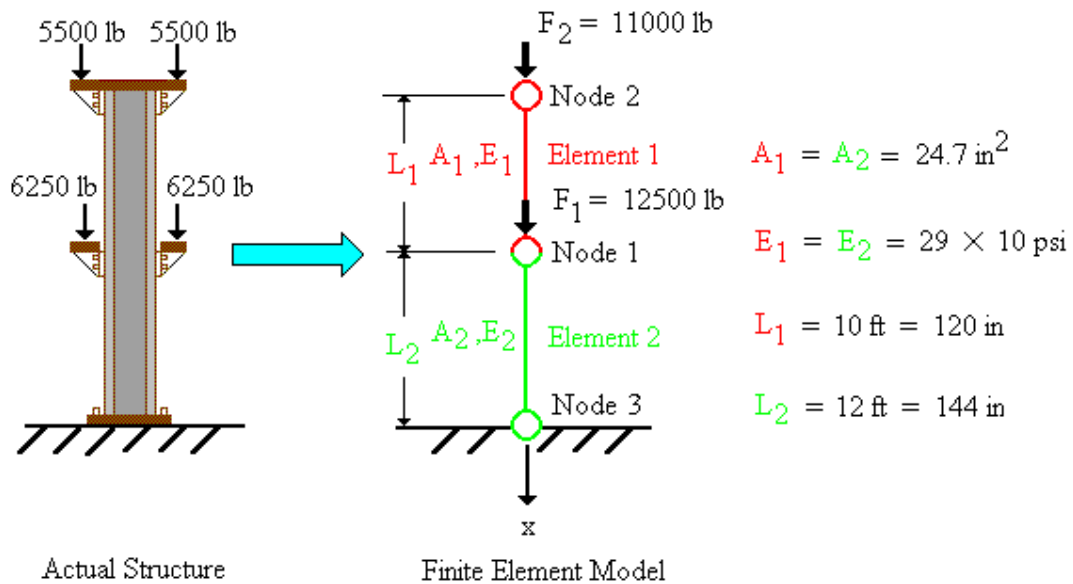 5500 lb 5500 lb
6250 lb 6250 lb
Actual Structure
F2 = 11000 lb
Node 2
L1 A1 ,E1 Element 1
F1 = 12500 lb
Node 1
L2 A2 ,E2 Element 2
Node 3
x
Finite Element Model
A1 = A2 = 24.7 in2
E1 = E2 = 29 × 10 psi
L1 = 10 ft = 120 in
L2 = 12 ft = 144 in